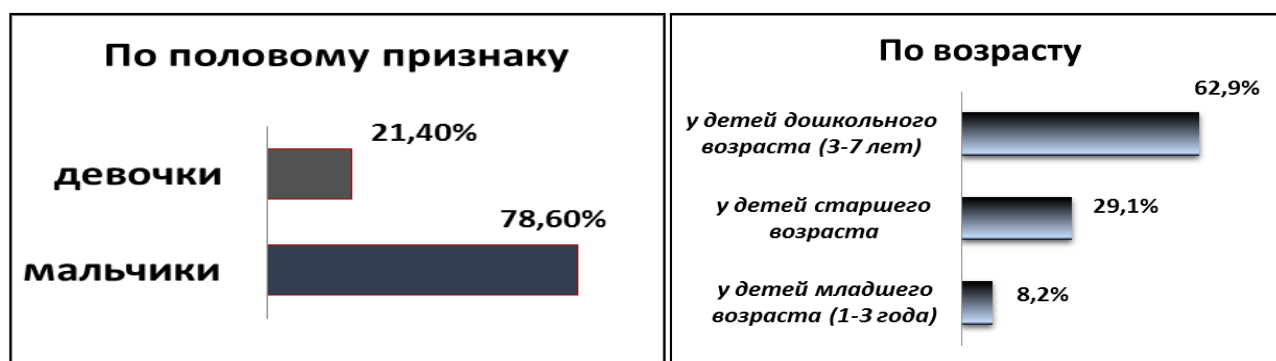 По половому признаку
21,40%
девочки
78,60%
мальчики
По возрасту
62,9%
у детей дошкольного
возраста (3-7 лет)
29,1%
у детей старшего
возраста
8,2%
у детей младшего
возраста (1-3 года)